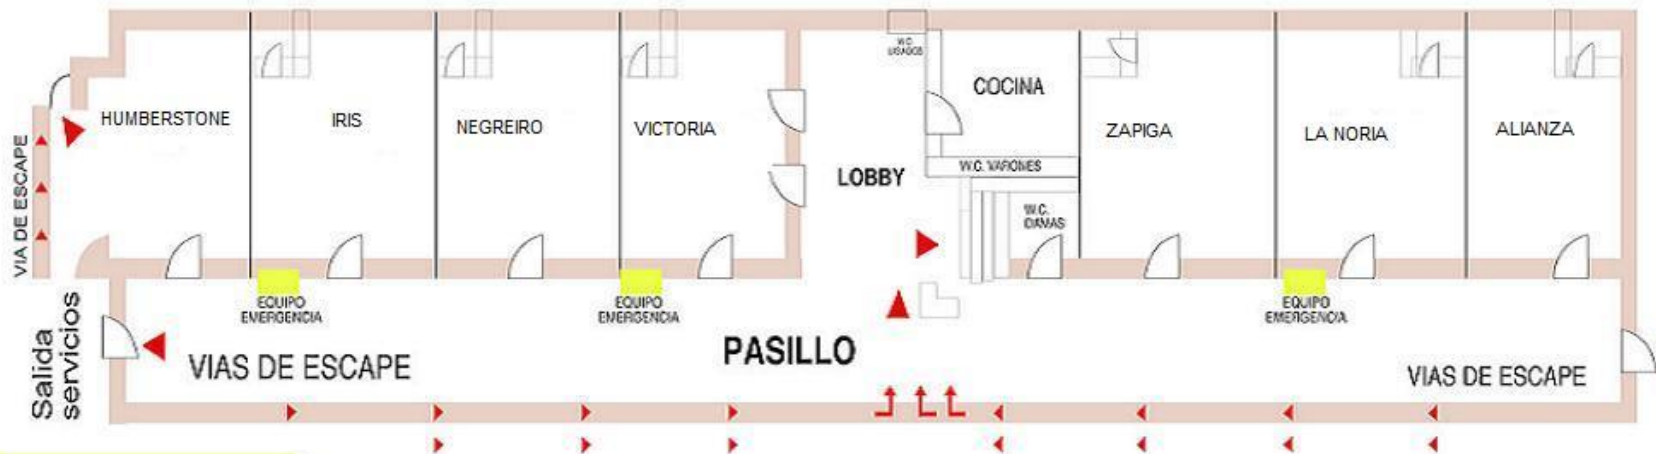 W.C.
LISIADOS
COCINA
HUMBERSTONE
IRIS
NEGREIRO
VICTORIA
ZAPIGA
LA NORIA
ALIANZA
VIA DE ESCAPE
LOBBY
W.C. VARONES
W.C.
DAMAS
EQUIPO
EMERGENCIA
EQUIPO
EMERGENCIA
EQUIPO
EMERGENCIA
Salida
servicios
VIAS DE ESCAPE
PASILLO
VIAS DE ESCAPE